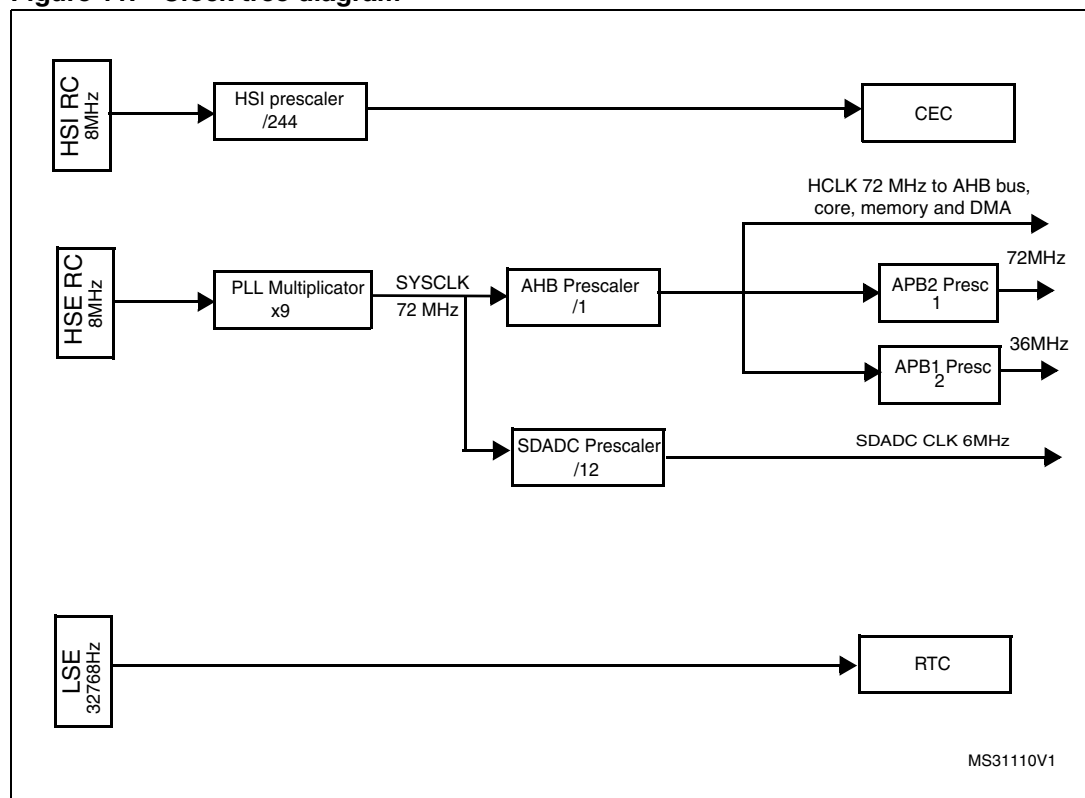 HSI RC
8MHz
HSI prescaler
/244
CEC
HCLK 72 MHz to AHB bus,
core, memory and DMA
HSE RC
8MHz
PLL Multiplicator
x9
SYSCLK
72 MHz
AHB Prescaler
/1
APB2 Presc
1
72MHz
APB1 Presc
2
36MHz
SDADC Prescaler
/12
SDADC CLK 6MHz
LSE
32768Hz
RTC
MS31110V1